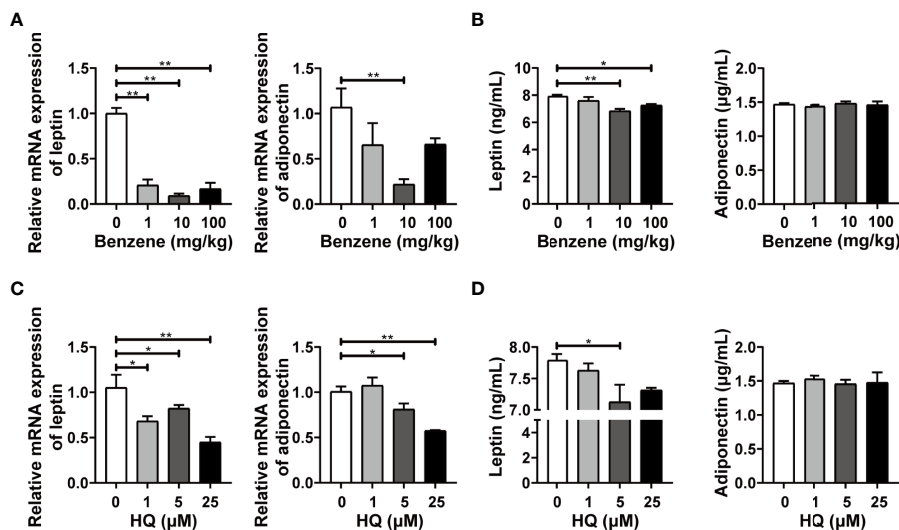 A
Relative mRNA expression
of leptin
1.5
1.0
0.5
0.0
**
**
**
0 1 10 100
Benzene (mg/kg)
Relative mRNA expression
of adiponectin
1.5
1.0
0.5
0.0
**
0 1 10 100
Benzene (mg/kg)
B
Leptin (ng/mL)
10
8
6
4
2
0
*
**
0 1 10 100
Benzene (mg/kg)
Adiponectin (μg/mL)
2.0
1.5
1.0
0.5
0.0
0 1 10 100
Benzene (mg/kg)
C
Relative mRNA expression
of leptin
1.5
1.0
0.5
0.0
**
*
*
0 1 5 25
HQ (μM)
Relative mRNA expression
of adiponectin
1.5
1.0
0.5
0.0
**
*
0 1 5 25
HQ (μM)
D
Leptin (ng/mL)
8.0
7.5
7.0
4
2
0
*
0 1 5 25
HQ (μM)
Adiponectin (μg/mL)
2.0
1.5
1.0
0.5
0.0
0 1 5 25
HQ (μM)